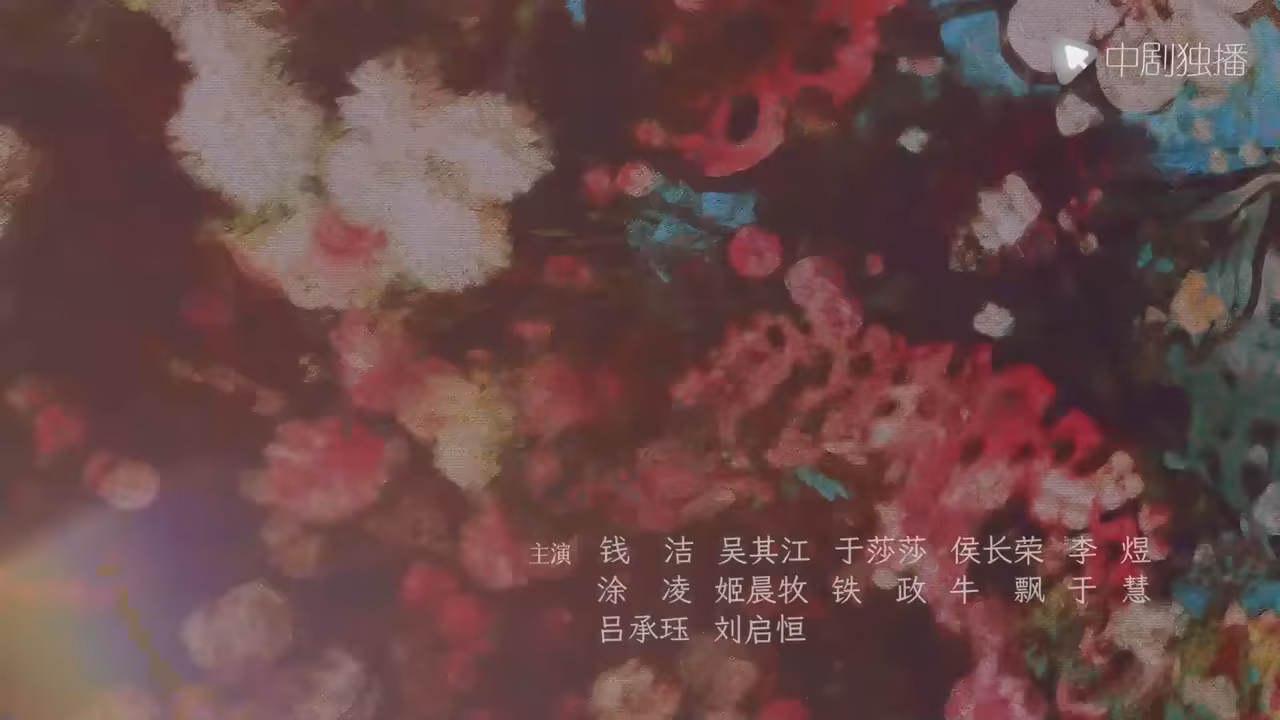 中剧独播
主演 钱 洁 吴其江 于莎莎 侯长荣 李 煜
涂 凌 姬晨牧 铁 政 牛 飘 于 慧
吕承珏 刘启恒